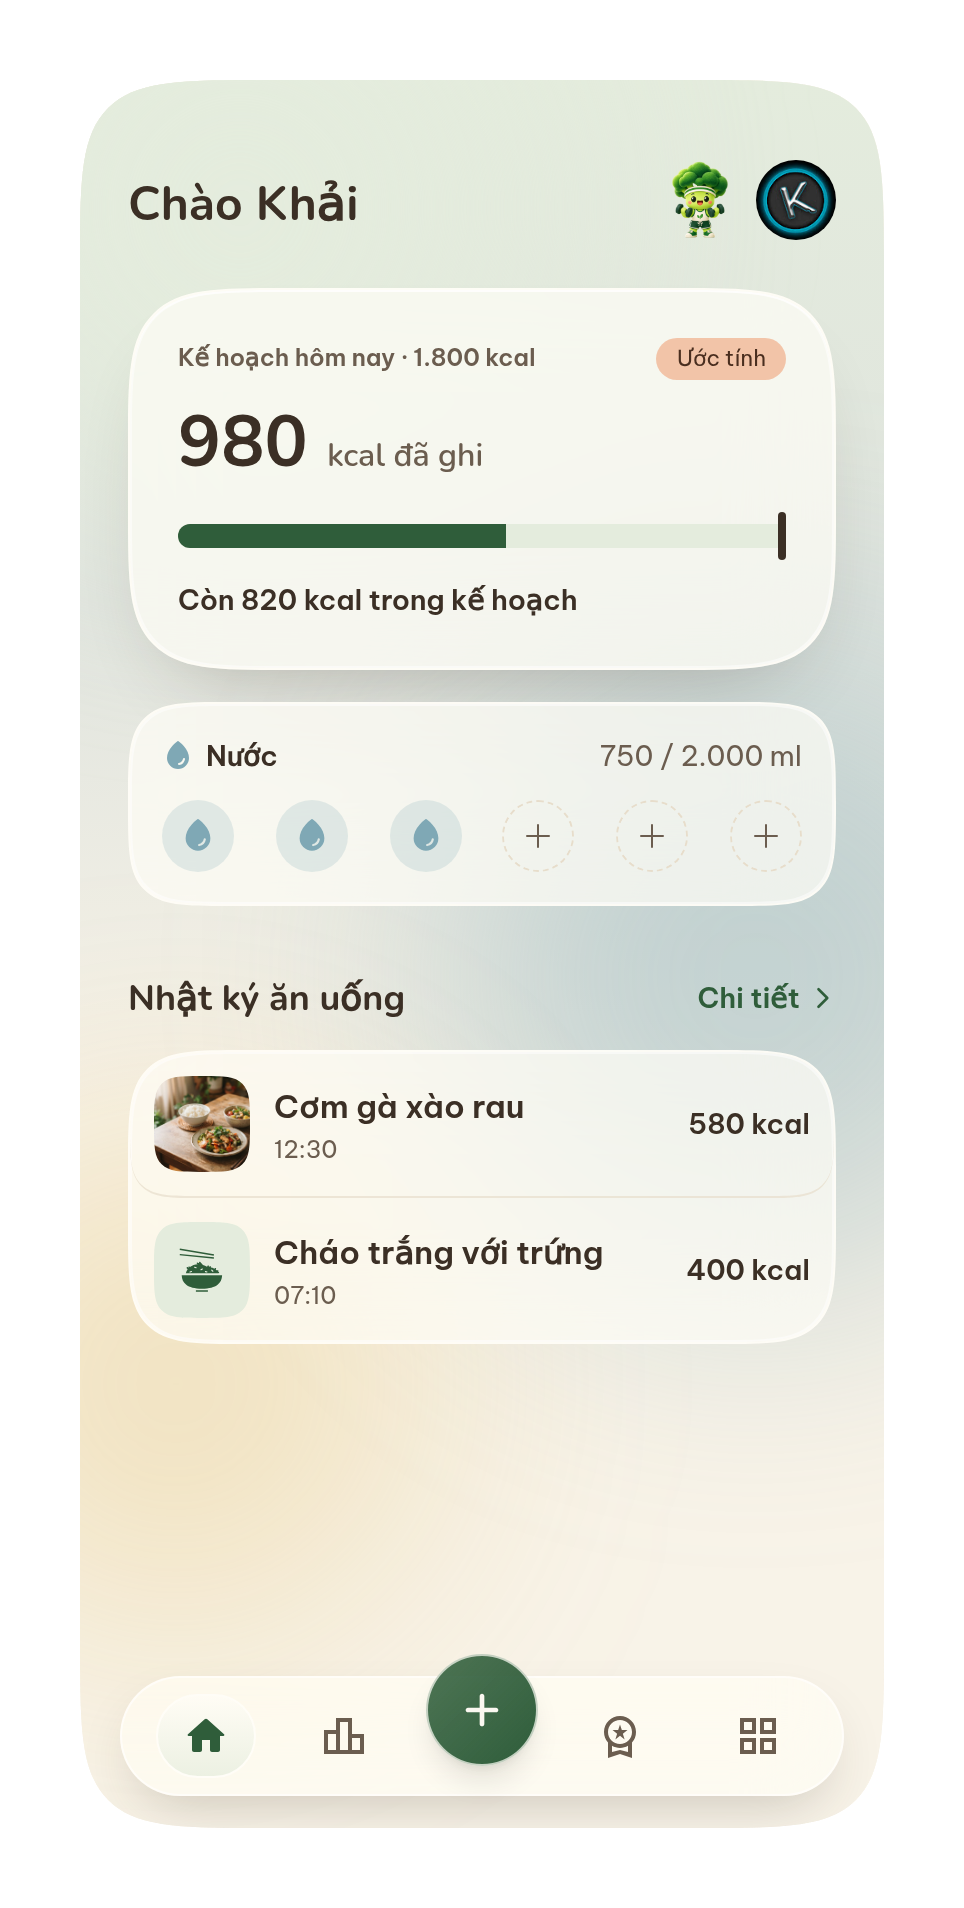 Chào Khải
K
Kế hoạch hôm nay · 1.800 kcal
Ước tính
980 kcal đã ghi
Còn 820 kcal trong kế hoạch
Nước
750 / 2.000 ml
Nhật ký ăn uống
Chi tiết
Cơm gà xào rau
12:30
580 kcal
Cháo trắng với trứng
07:10
400 kcal